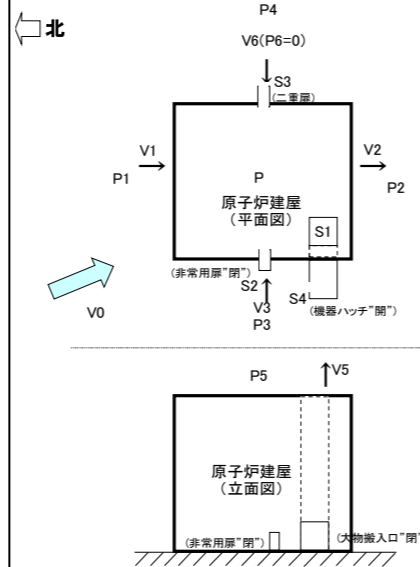 P4
北
V6(P6=0)
S3
(二重扉)
V1
V2
P1
P
P2
原子炉建屋
(平面図)
S1
(非常用扉"閉")
S2
S4
(機器ハッチ"開")
V3
V0
P3
P5
V5
原子炉建屋
(立面図)
(非常用扉"閉")
(大物搬入口"閉")